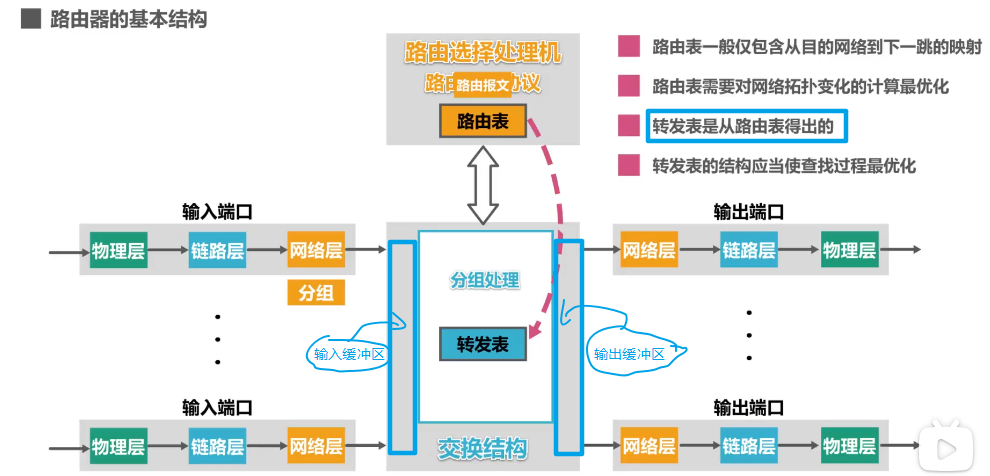 路由器的基本结构
路由选择处理机
路由
协议
路由报文
路由表
路由表一般仅包含从目的网络到下一跳的映射
路由表需要对网络拓扑变化的计算最优化
转发表是从路由表得出的
转发表的结构应当使查找过程最优化
输入端口
物理层
链路层
网络层
分组
分组处理
转发表
输入缓冲区
输出缓冲区
输出端口
网络层
链路层
物理层
输入端口
物理层
链路层
网络层
交换结构
输出端口
网络层
链路层
物理层